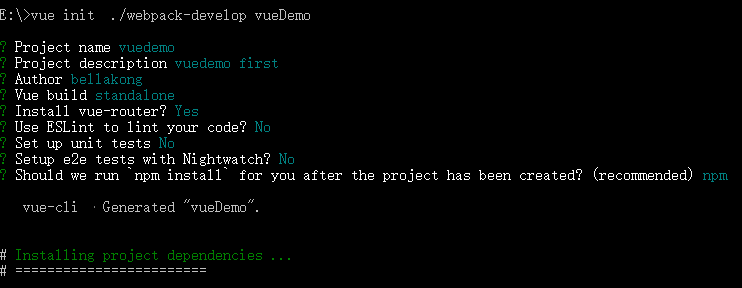 E:\>vue init  ./webpack-develop vueDemo
? Project name vuedemo
? Project description vuedemo first
? Author bellakong
? Vue build standalone
? Install vue-router? Yes
? Use ESLint to lint your code? No
? Set up unit tests No
? Setup e2e tests with Nightwatch? No
? Should we run `npm install` for you after the project has been created? (recommended) npm
vue-cli · Generated "vueDemo".
# Installing project dependencies ...
# ========================